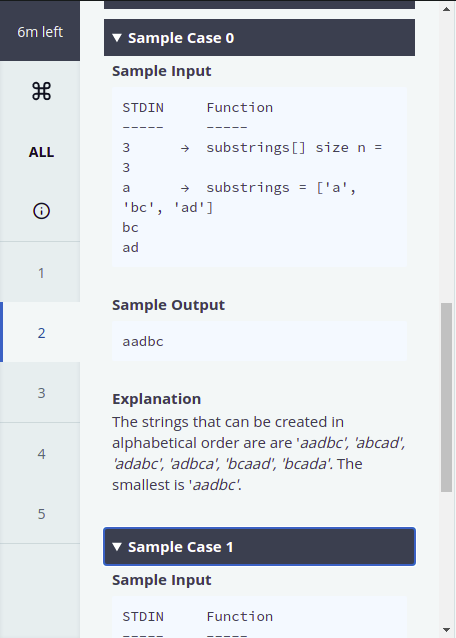 6m left
ALL
1
2
3
4
5
▼ Sample Case 0
Sample Input
STDIN Function
----- -----
3 → substrings[] size n =
3
a → substrings = ['a',
'bc', 'ad']
bc
ad
Sample Output
aadbc
Explanation
The strings that can be created in
alphabetical order are are 'aadbc', 'abcad',
'adabc', 'adbca', 'bcaad', 'bcada'. The
smallest is 'aadbc'.
▼ Sample Case 1
Sample Input
STDIN Function
----- -----